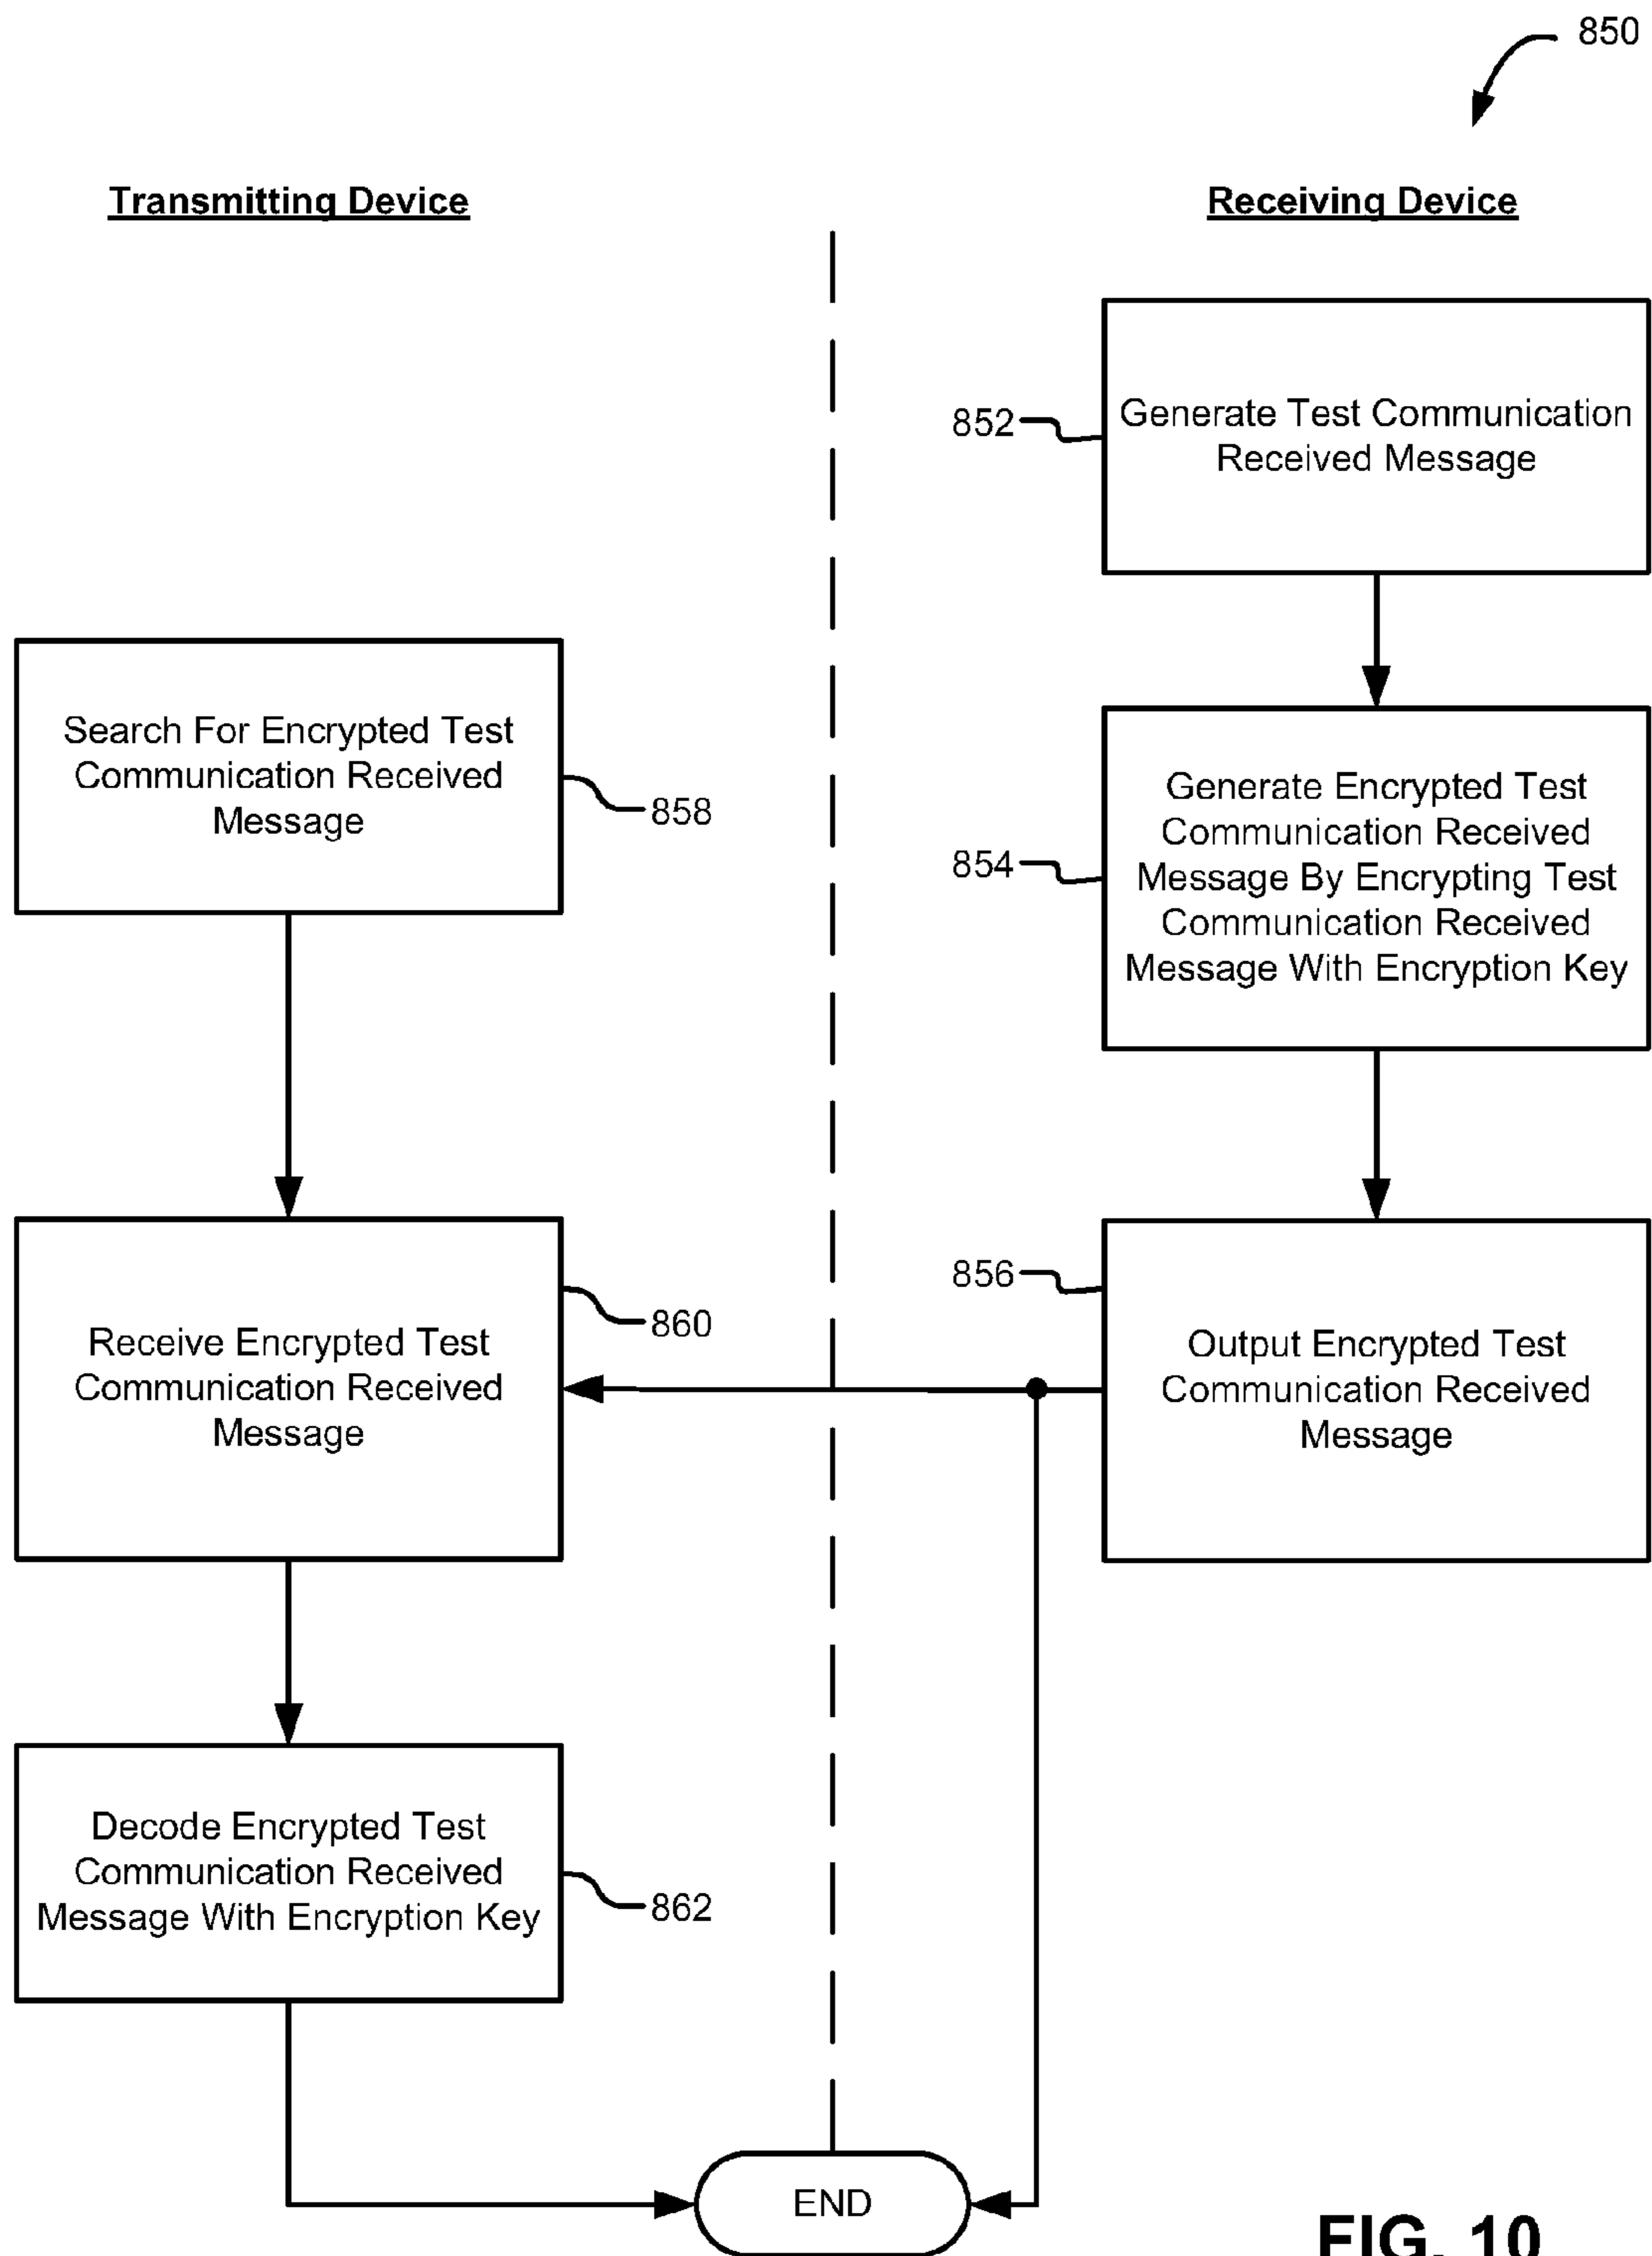 850
Transmitting Device
Receiving Device
852
Generate Test Communication
Received Message
Search For Encrypted Test
Communication Received
Message
858
854
Generate Encrypted Test
Communication Received
Message By Encrypting Test
Communication Received
Message With Encryption Key
Receive Encrypted Test
Communication Received
Message
860
856
Output Encrypted Test
Communication Received
Message
Decode Encrypted Test
Communication Received
Message With Encryption Key
862
END
FIG. 10